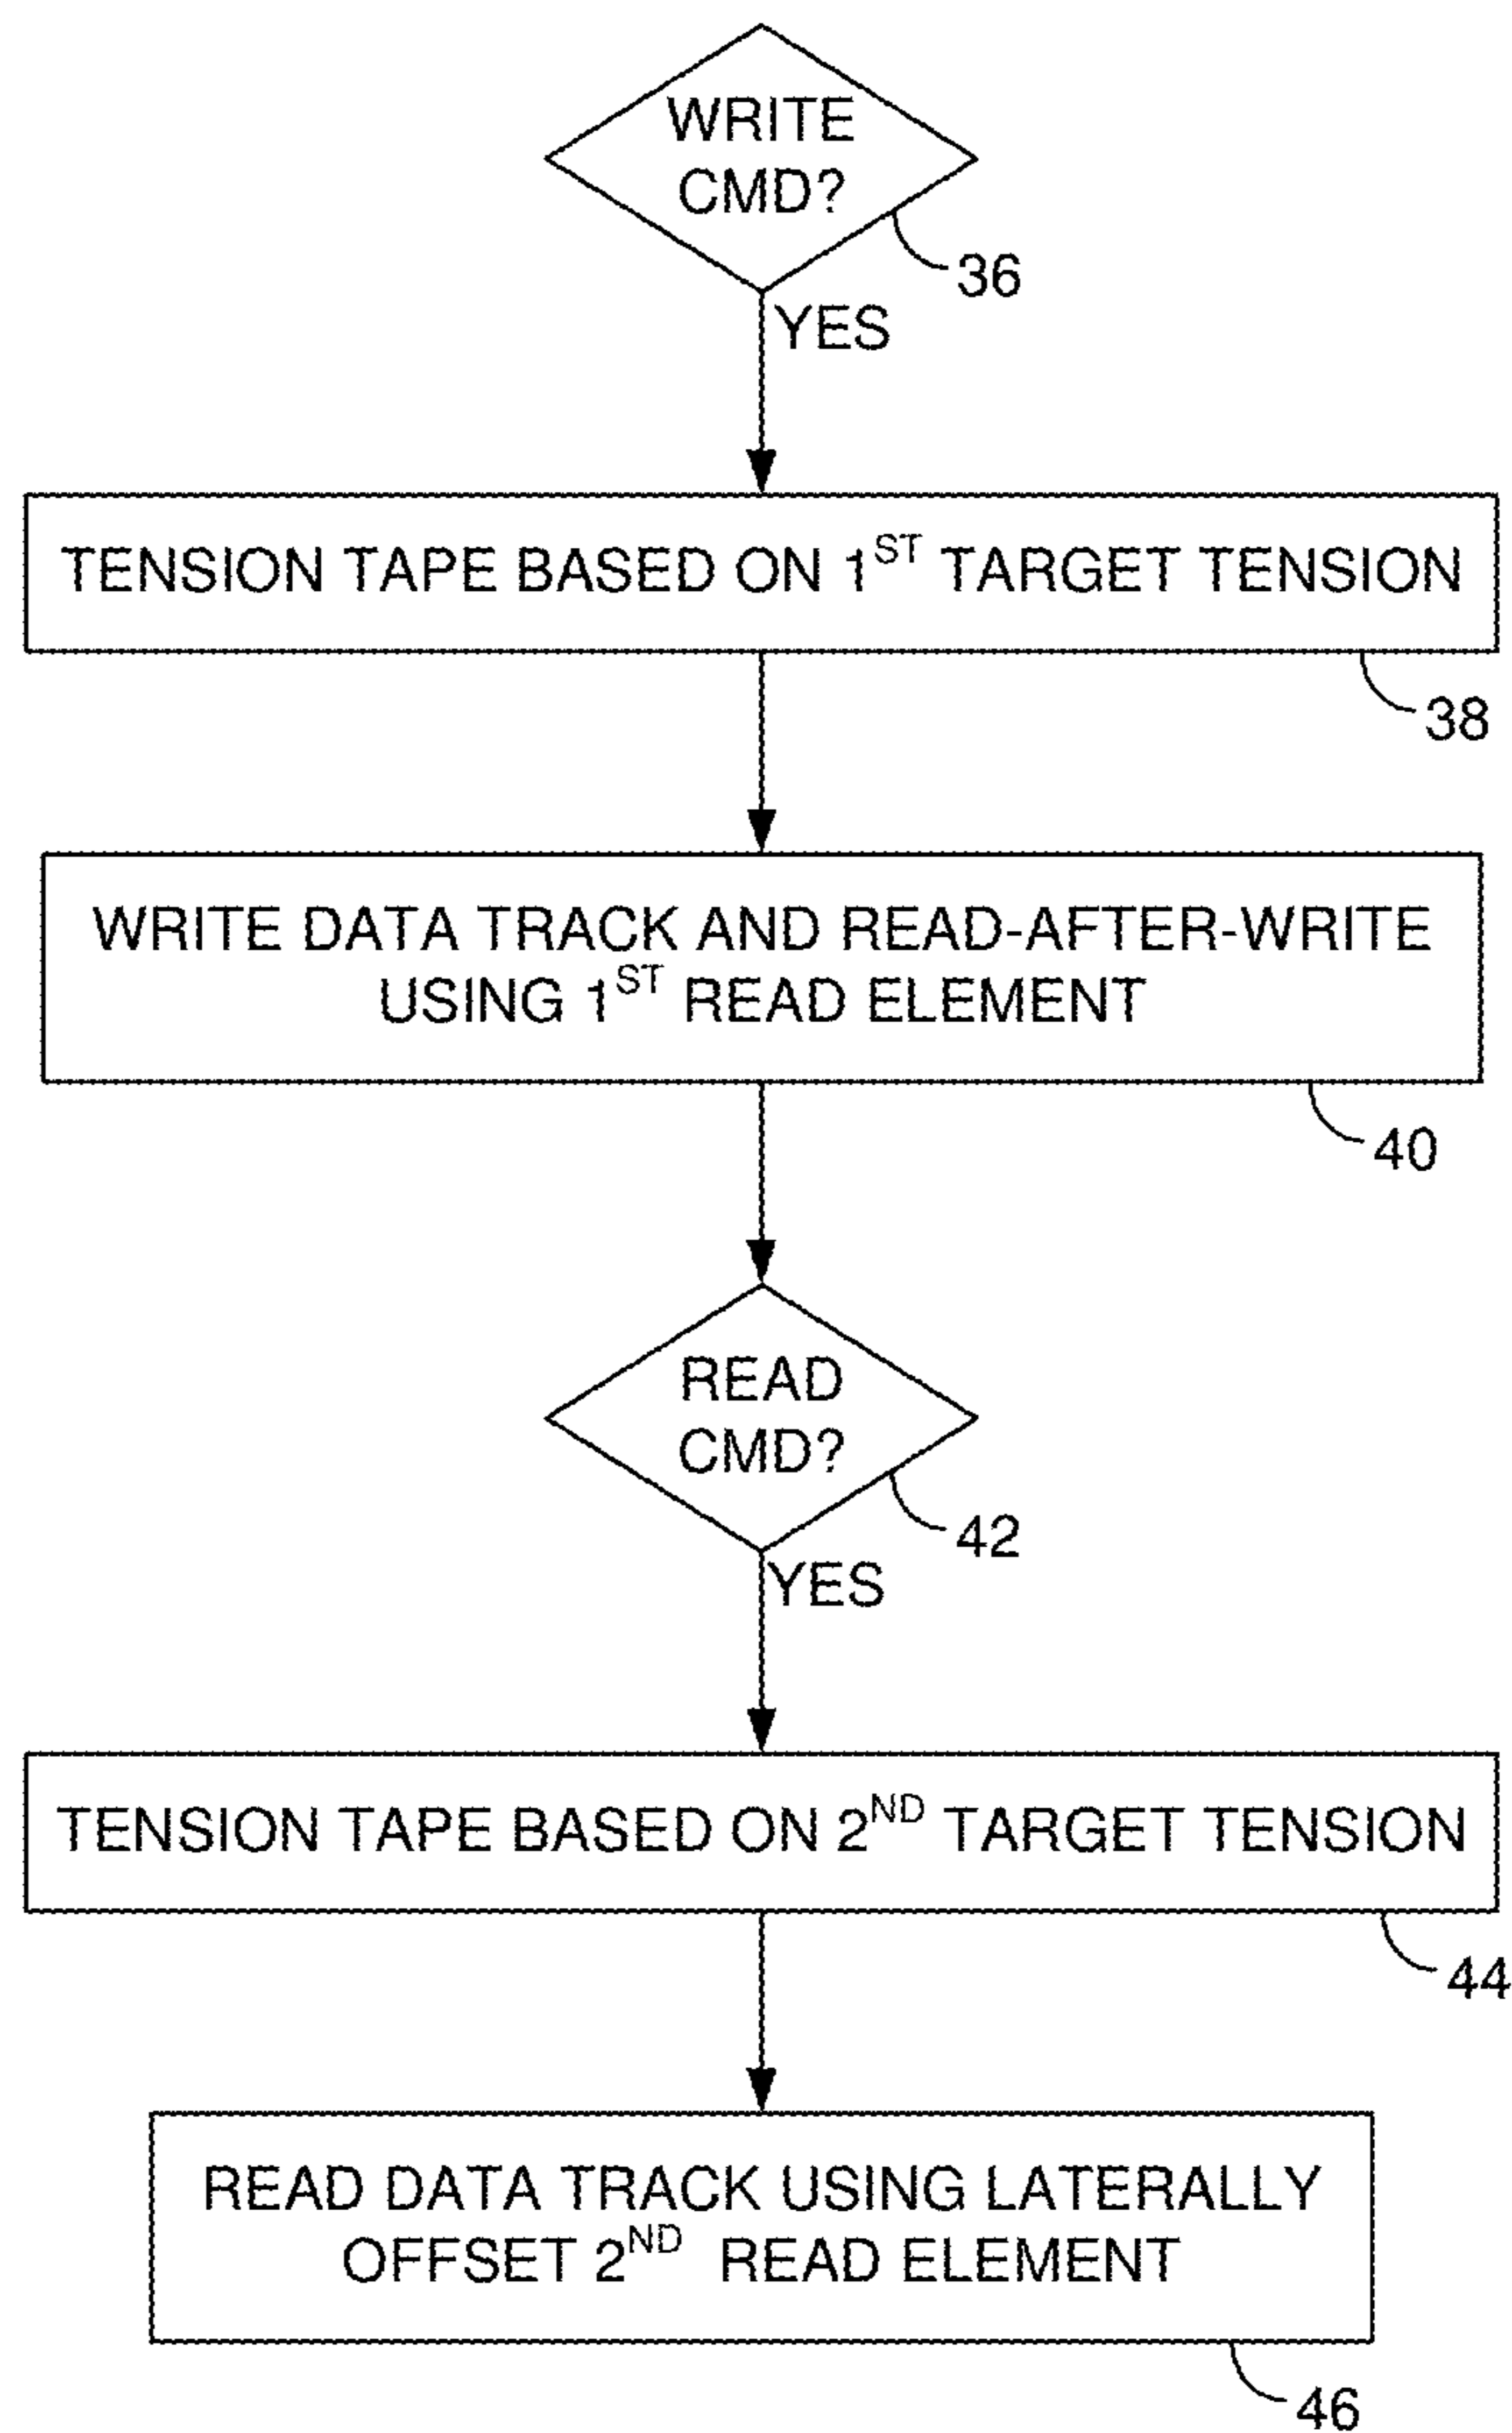 WRITE
CMD?
36
YES
TENSION TAPE BASED ON 1ST TARGET TENSION
38
WRITE DATA TRACK AND READ-AFTER-WRITE
USING 1ST READ ELEMENT
40
READ
CMD?
42
YES
TENSION TAPE BASED ON 2ND TARGET TENSION
44
READ DATA TRACK USING LATERALLY
OFFSET 2ND READ ELEMENT
46